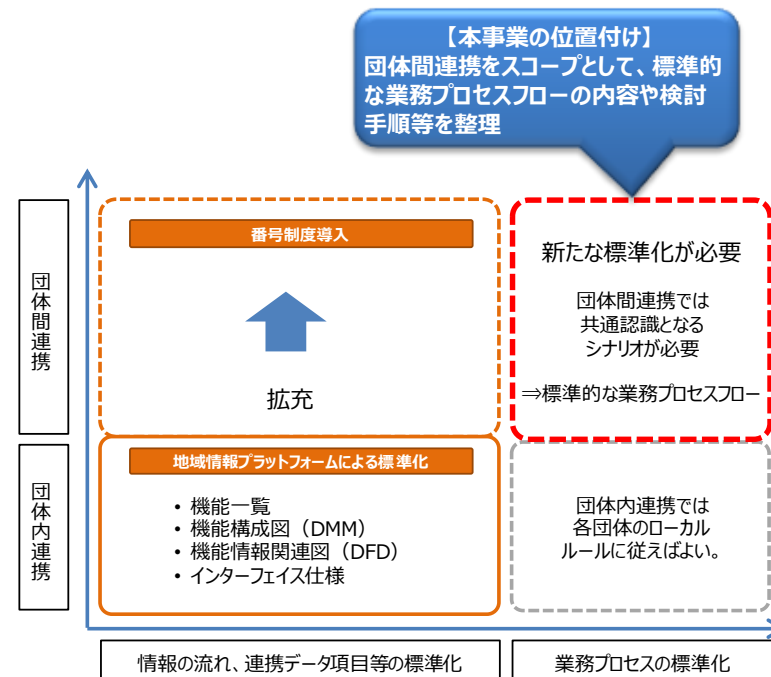 【本事業の位置付け】
団体間連携をスコープとして、標準的
な業務プロセスフローの内容や検討
手順等を整理
団体間連携
番号制度導入
拡充
新たな標準化が必要
団体間連携では
共通認識となる
シナリオが必要
⇒標準的な業務プロセスフロー
団体内連携
地域情報プラットフォームによる標準化
・機能一覧
・機能構成図（DMM）
・機能情報関連図（DFD）
・インターフェイス仕様
団体内連携では
各団体のローカル
ルールに従えばよい。
情報の流れ、連携データ項目等の標準化
業務プロセスの標準化